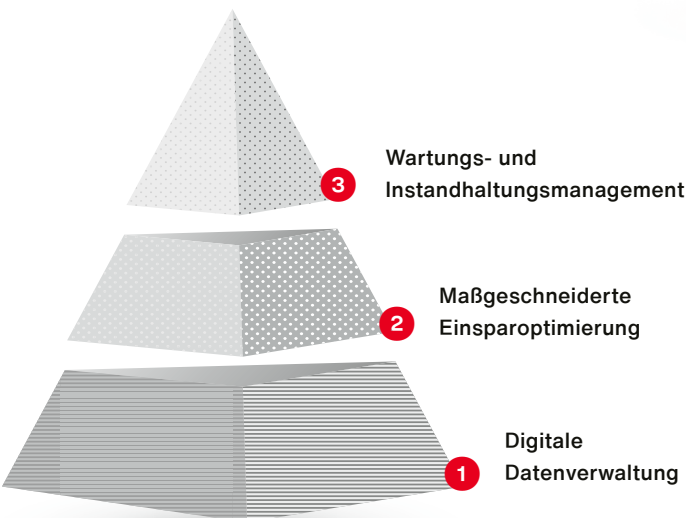 3
Wartungs- und
Instandhaltungsmanagement
2
Maßgeschneiderte
Einsparoptimierung
1
Digitale
Datenverwaltung